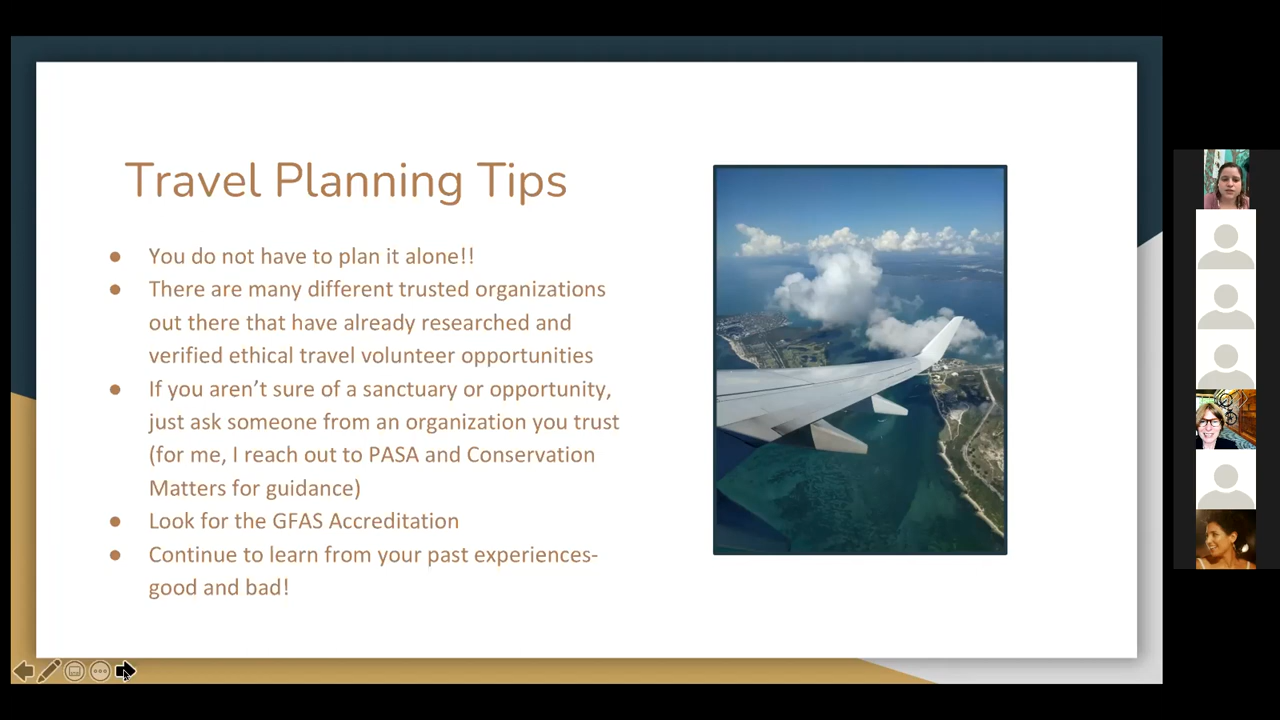 Travel Planning Tips
● You do not have to plan it alone!!
● There are many different trusted organizations
out there that have already researched and
verified ethical travel volunteer opportunities
● If you aren’t sure of a sanctuary or opportunity,
just ask someone from an organization you trust
(for me, I reach out to PASA and Conservation
Matters for guidance)
● Look for the GFAS Accreditation
● Continue to learn from your past experiences-
good and bad!